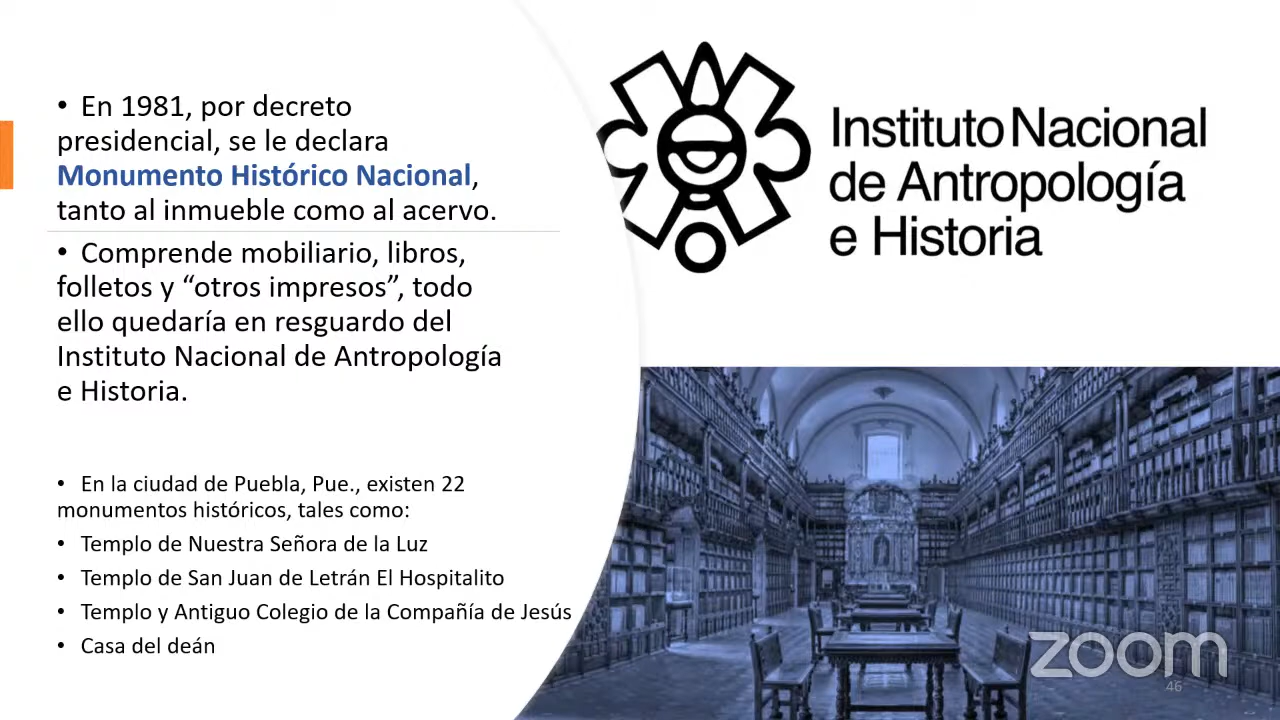 • En 1981, por decreto
presidencial, se le declara
Monumento Histórico Nacional,
tanto al inmueble como al acervo.
• Comprende mobiliario, libros,
folletos y “otros impresos”, todo
ello quedaría en resguardo del
Instituto Nacional de Antropología
e Historia.
• En la ciudad de Puebla, Pue., existen 22
monumentos históricos, tales como:
• Templo de Nuestra Señora de la Luz
• Templo de San Juan de Letrán El Hospitalito
• Templo y Antiguo Colegio de la Compañía de Jesús
• Casa del deán
Instituto Nacional
de Antropología
e Historia
zoom
46